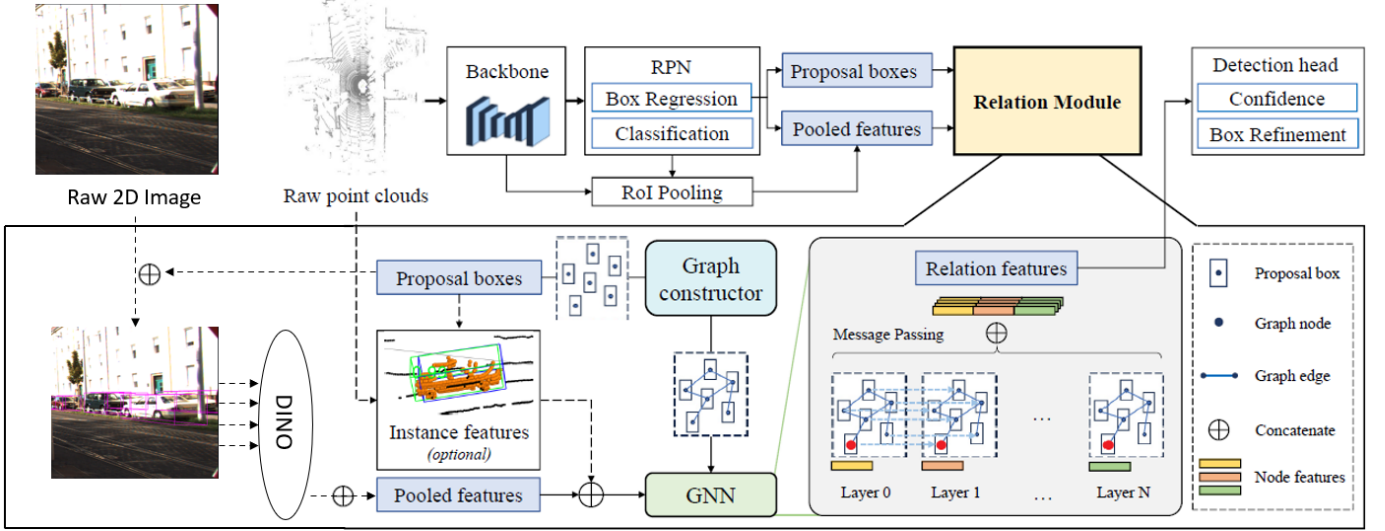 Raw 2D Image
Raw point clouds
Backbone
RPN
Box Regression
Classification
RoI Pooling
Proposal boxes
Pooled features
Relation Module
Detection head
Confidence
Box Refinement
Proposal boxes
Graph
constructor
Instance features
(optional)
DINO
Pooled features
GNN
Relation features
Message Passing
...
Layer 0
Layer 1
...
Layer N
Proposal box
Graph node
Graph edge
Concatenate
Node features